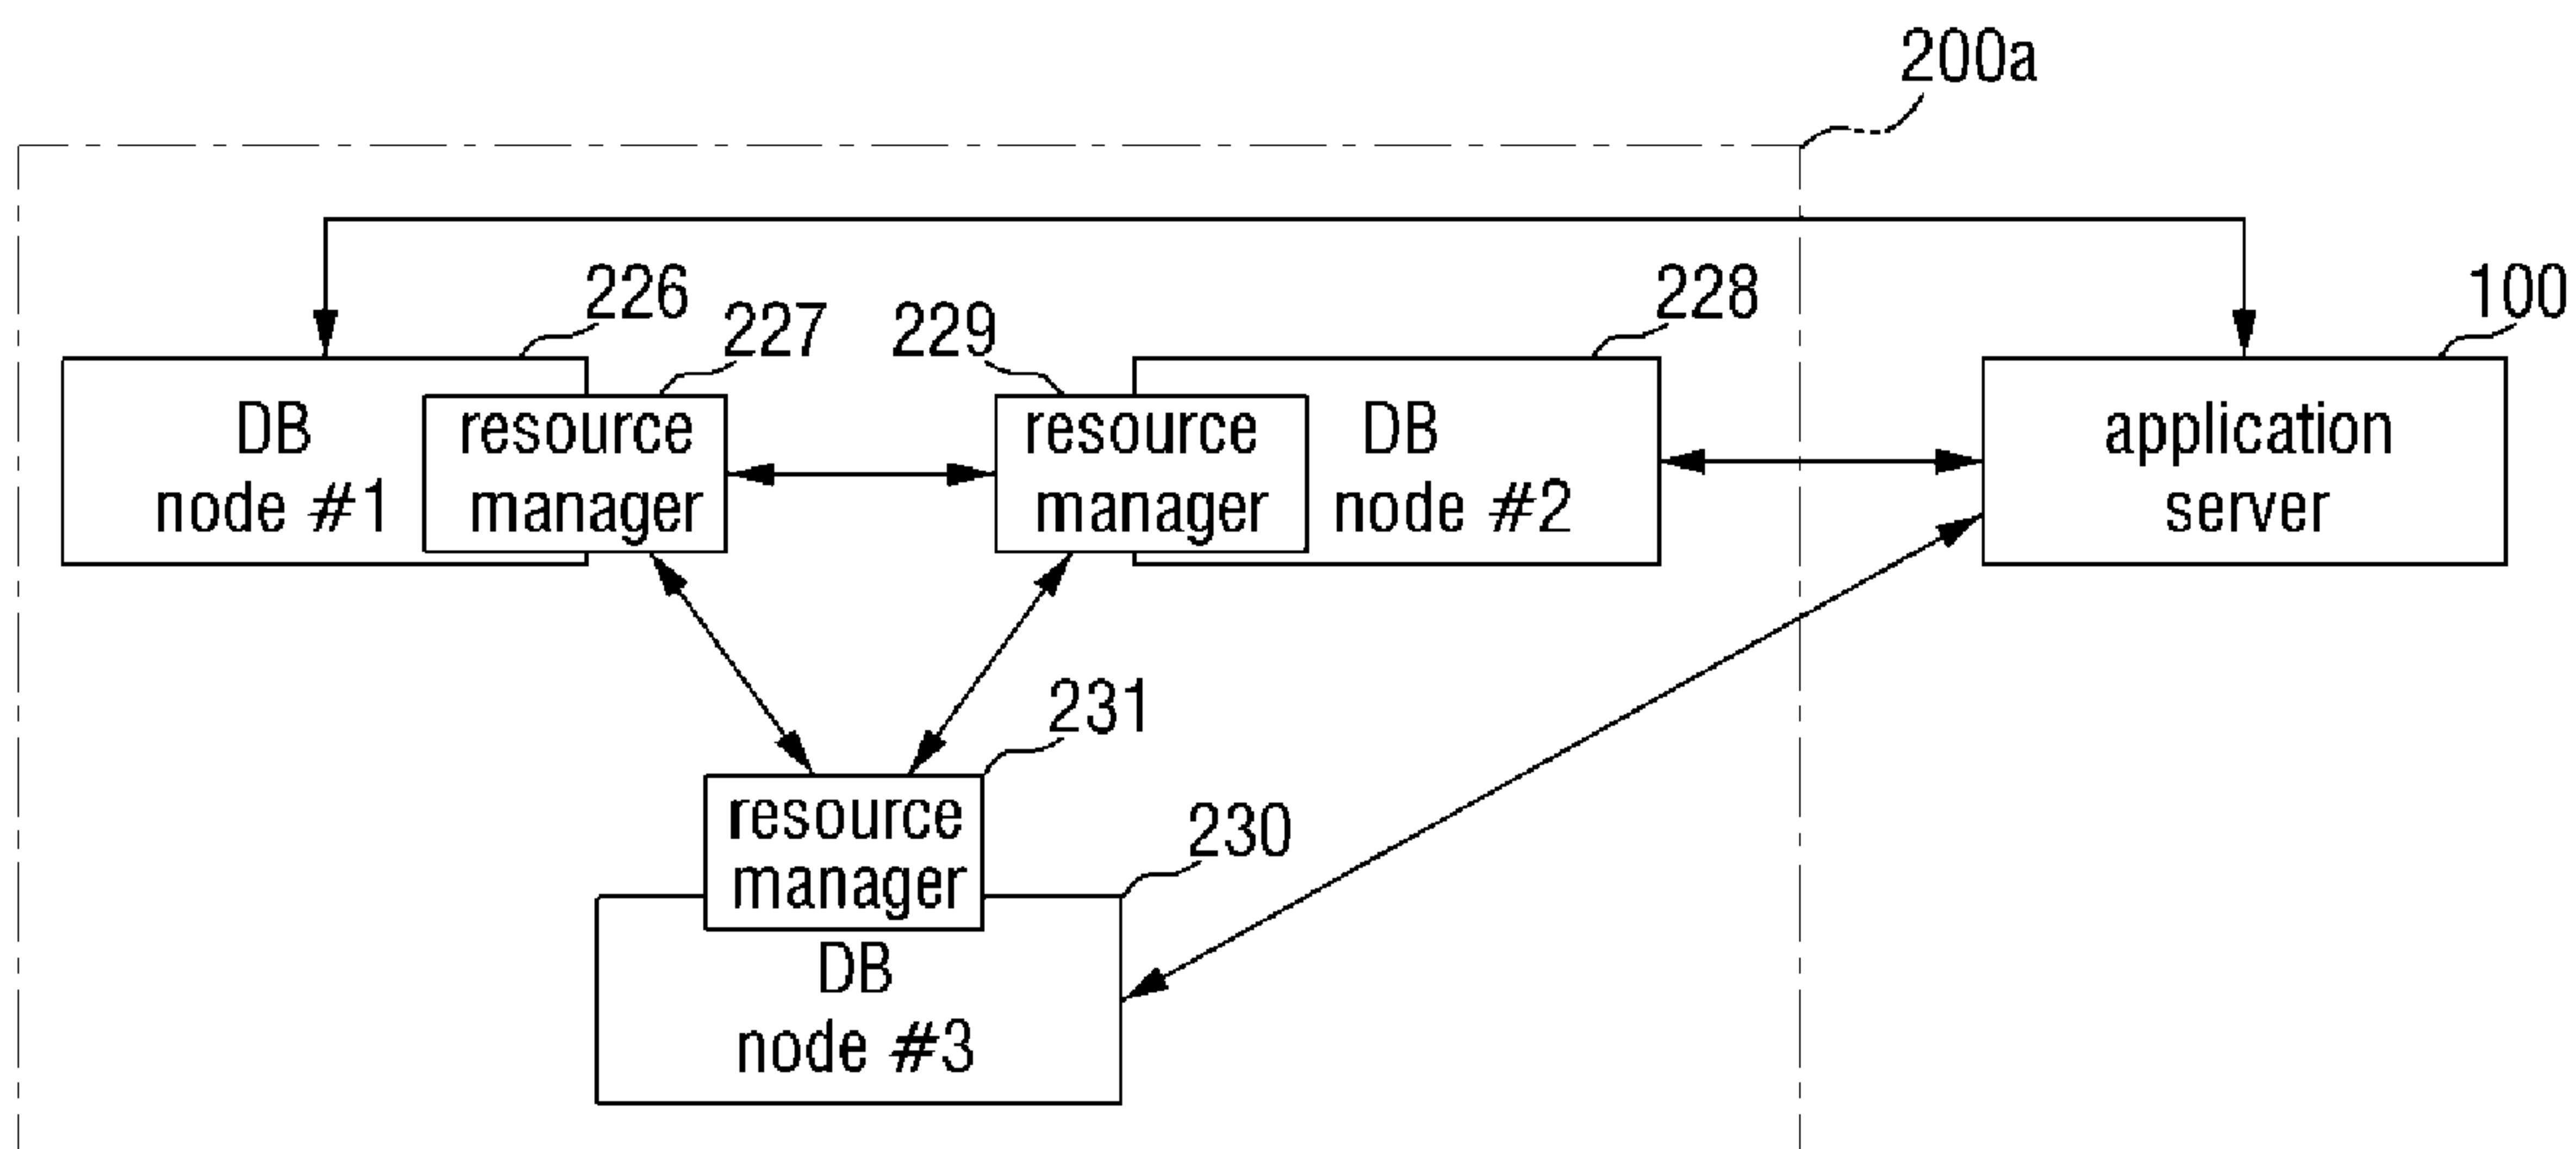 200a
226
227
229
228
100
DB
node #1
resource
manager
resource
manager
DB
node #2
application
server
231
resource
manager
230
DB
node #3